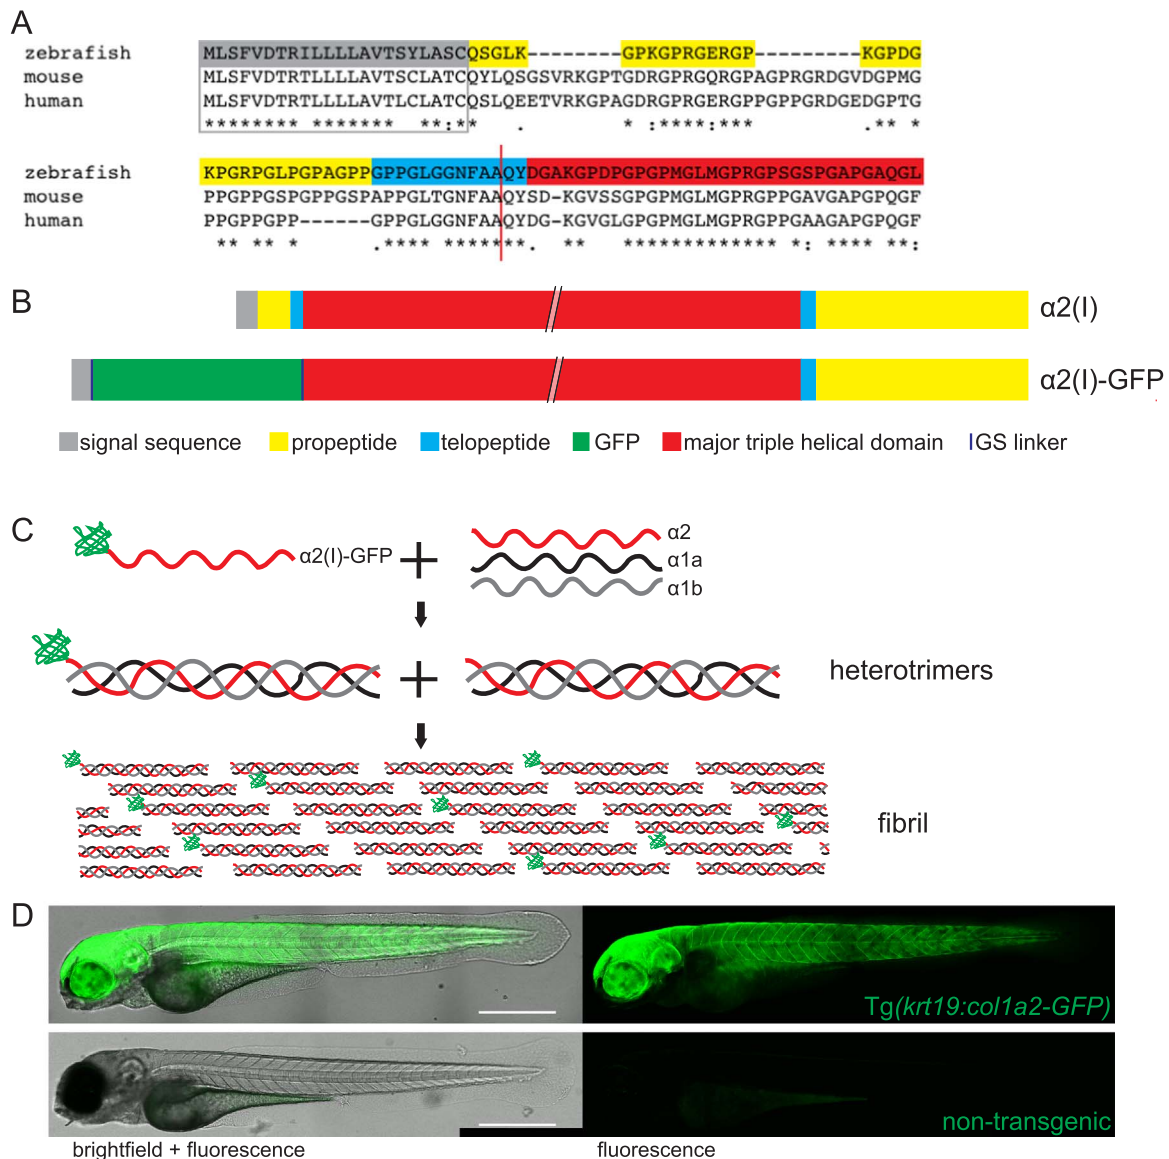 A
zebrafish MLSFVDTRILLLLAVTSYLASCQSGLK--------GPKGPRGERGP---------KGPDG
mouse MLSFVDTRTLLLLAVTSCLATCQYLQSGSVRKGPTGDRGPRGQRGPAGPRGRDGVDGPMG
human MLSFVDTRTLLLLAVTLCLATCQSLQEETVRKGPAGDRGPRGERGPPGPPGRDGEDGPTG
******** ******* **:** . * :****:*** .** *
zebrafish KPGRPGLPGPAGPPGPPGLGGNFAAQYDGAKGPDPGPGPMGLMGPRGPSGSPGAPGAQGL
mouse PPGPPGSPGPPGSPAPPGLTGNFAAQYSD-KGVSSGPGPMGLMGPRGPPGAVGAPGPQGF
human PPGPPGPP------GPPGLGGNFAAQYDG-KGVGLGPGPMGLMGPRGPPGAAGAPGPQGF
** ** * .**** *******. ** *********** *: **** **:
B
α2(I)
α2(I)-GFP
signal sequence propeptide telopeptide GFP major triple helical domain GS linker
C
α2(I)-GFP
α2
α1a
α1b
heterotrimers
fibril
D
Tg(krt19:col1a2-GFP)
non-transgenic
brightfield + fluorescence fluorescence